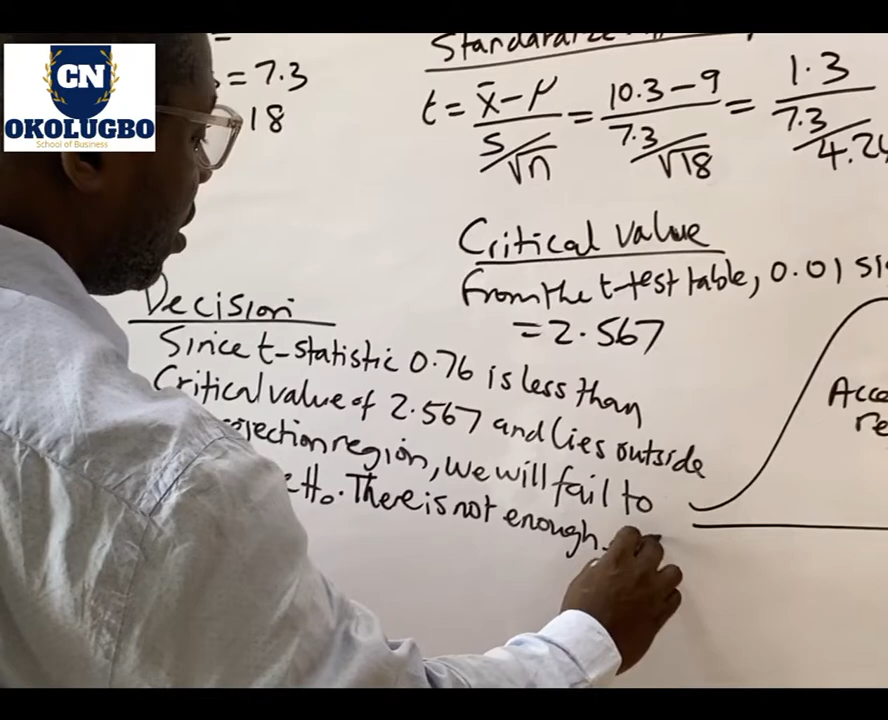 CN
OKOLUGBO
School of Business
= 7.3
18
t = x̄ - μ / S/√n = 10.3 - 9 / 7.3/√18 = 1.3 / 7.3/4.24
Critical Value
From the t-test table, 0.01
= 2.567
Decision
Since t-statistic 0.76 is less than
Critical value of 2.567 and lies outside
region, we will fail to
H₀. There is not enough